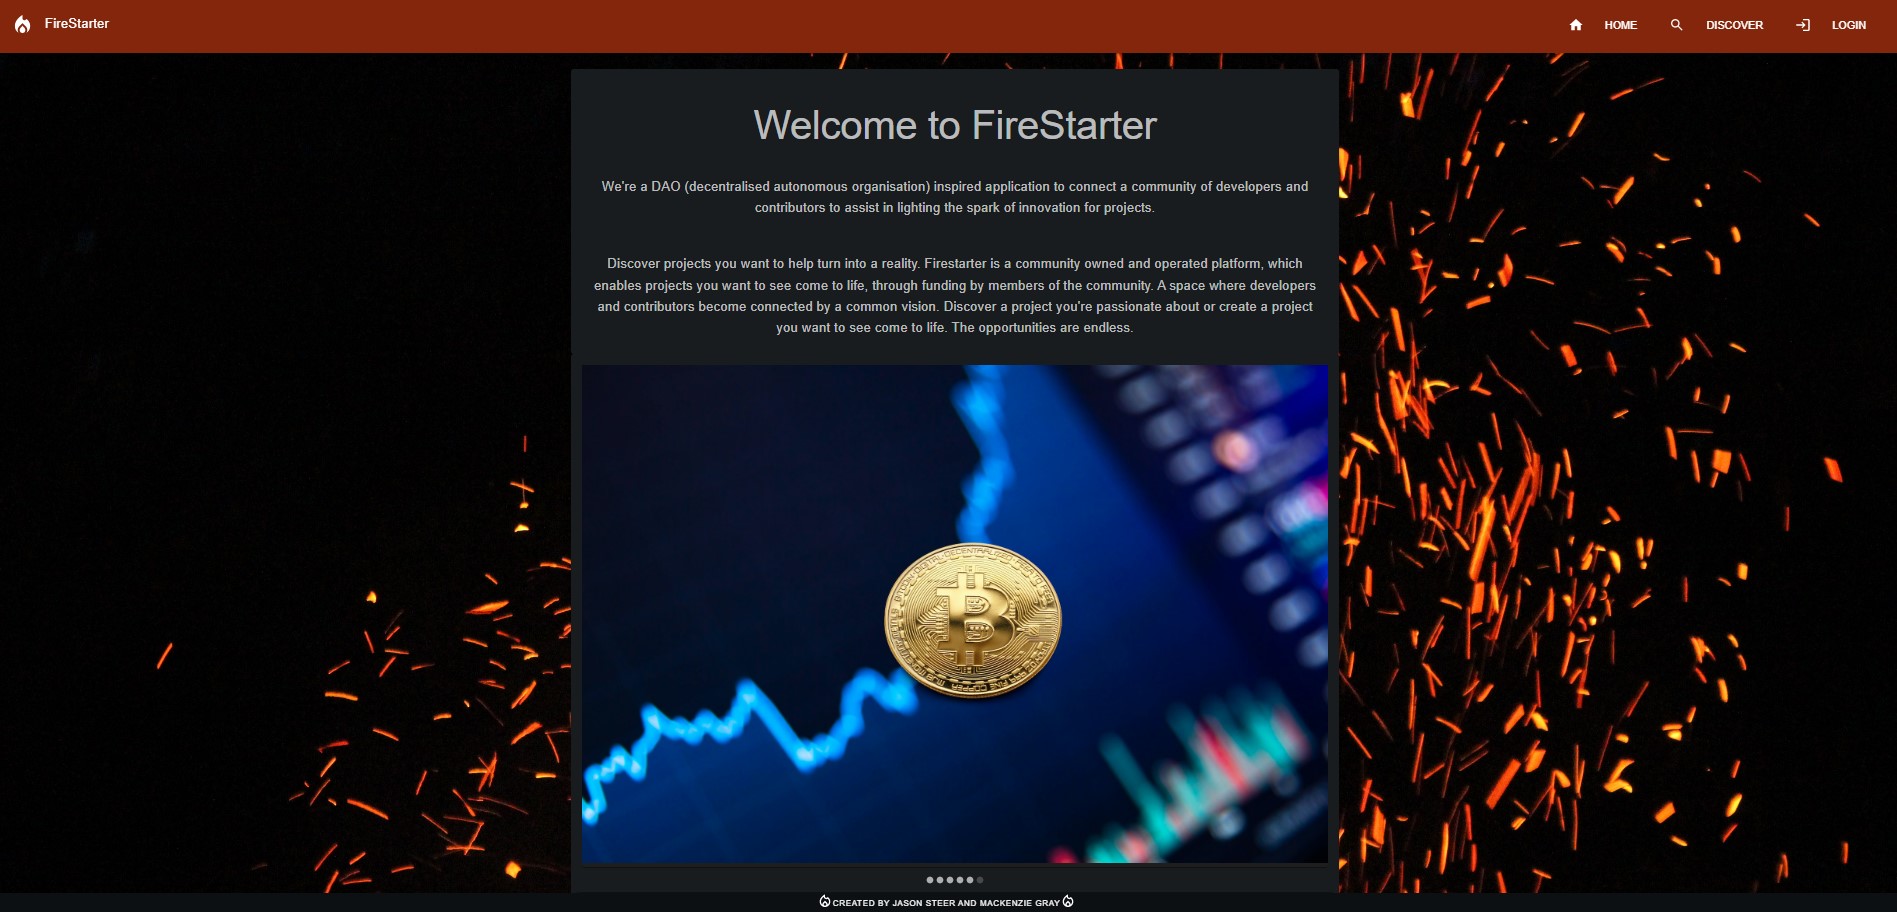 FireStarter
HOME
DISCOVER
LOGIN
Welcome to FireStarter
We're a DAO (decentralised autonomous organisation) inspired application to connect a community of developers and
contributors to assist in lighting the spark of innovation for projects.
Discover projects you want to help turn into a reality. Firestarter is a community owned and operated platform, which
enables projects you want to see come to life, through funding by members of the community. A space where developers
and contributors become connected by a common vision. Discover a project you're passionate about or create a project
you want to see come to life. The opportunities are endless.
CREATED BY JASON STEER AND MACKENZIE GRAY